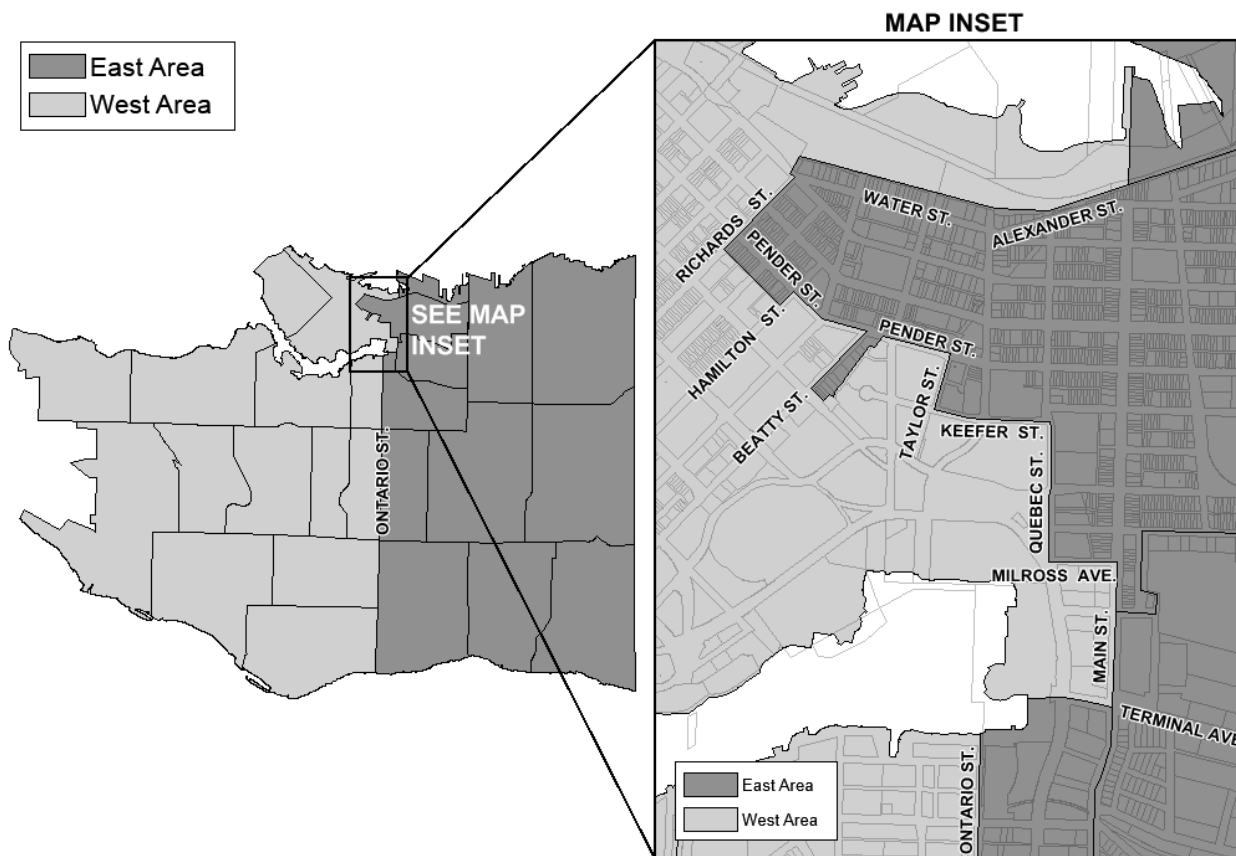 MAP INSET
East Area
West Area
SEE MAP
INSET
ONTARIO ST.
WATER ST.
ALEXANDER ST.
RICHARDS ST.
PENDER ST.
HAMILTON ST.
PENDER ST.
BEATTY ST.
TAYLOR ST.
KEEFER ST.
QUEBEC ST.
MILROSS AVE.
MAIN ST.
TERMINAL AVE
ONTARIO ST.
East Area
West Area